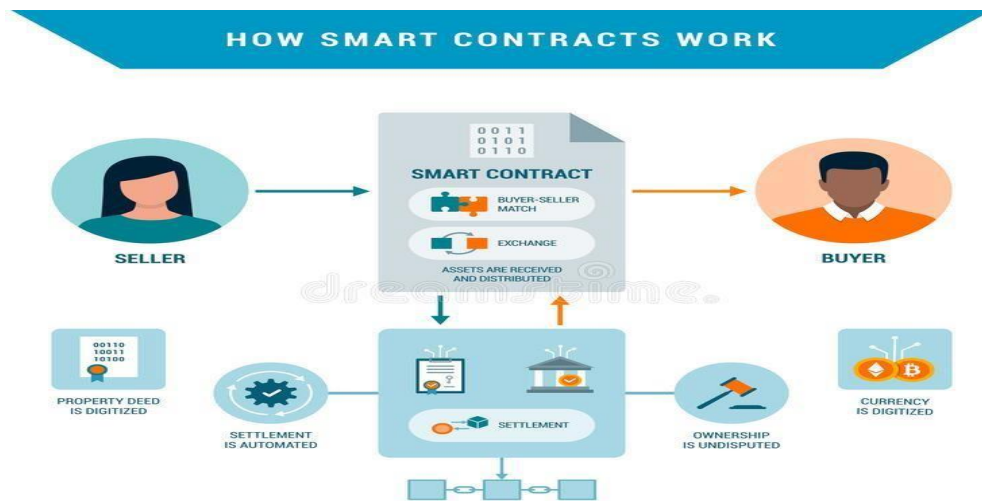 HOW SMART CONTRACTS WORK
0011
0101
0110
SMART CONTRACT
BUYER-SELLER
MATCH
EXCHANGE
ASSETS ARE RECEIVED
AND DISTRIBUTED
SELLER
BUYER
dreamstime.
00110
10011
10100
PROPERTY DEED
IS DIGITIZED
SETTLEMENT
IS AUTOMATED
SETTLEMENT
OWNERSHIP
IS UNDISPUTED
CURRENCY
IS DIGITIZED